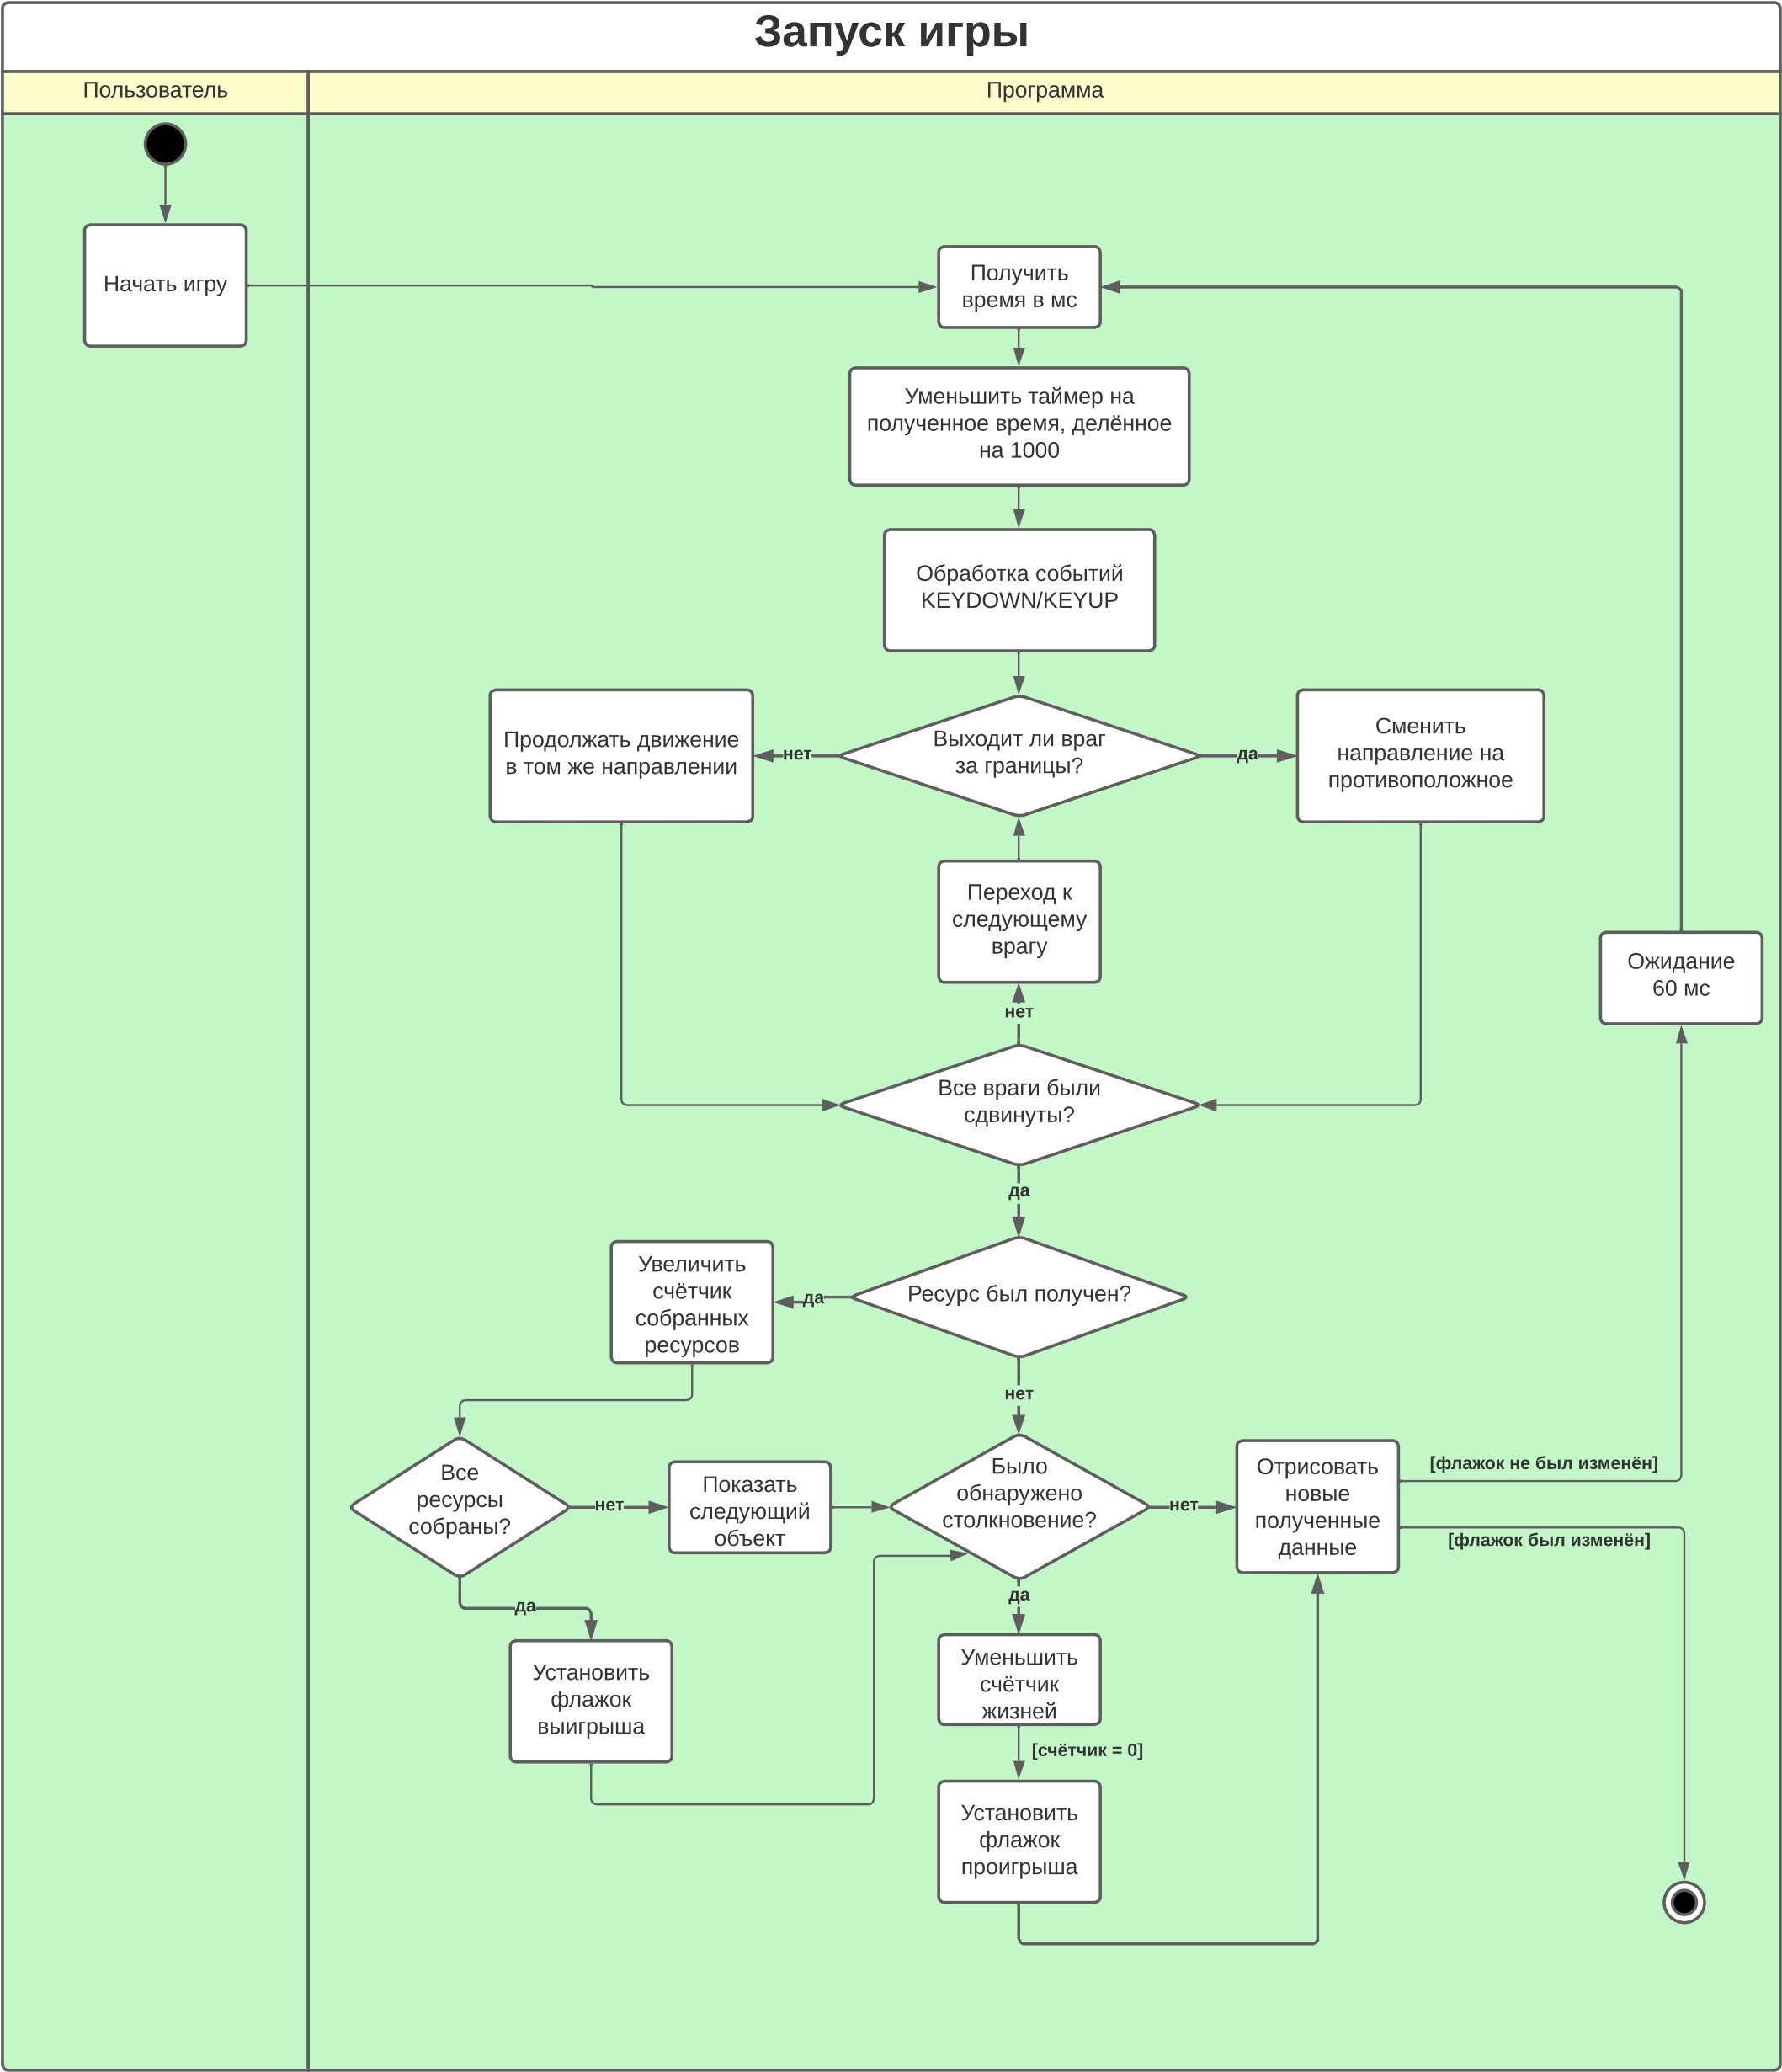 Запуск игры
Пользователь
Программа
Начать игру
Получить
время в мс
Уменьшить таймер на
полученное время, делённое
на 1000
Обработка событий
KEYDOWN/KEYUP
Продолжать движение
в том же направлении
нет
Выходит ли враг
за границы?
да
Сменить
направление на
противоположное
Переход к
следующему
врагу
Ожидание
60 мс
нет
Все враги были
сдвинуты?
да
Увеличить
счётчик
собранных
ресурсов
да
Ресурс был получен?
нет
Все
ресурсы
собраны?
нет
Показать
следующий
объект
Было
обнаружено
столкновение?
нет
Отрисовать
новые
полученные
данные
[флажок не был изменён]
[флажок был изменён]
да
да
Установить
флажок
выигрыша
Уменьшить
счётчик
жизней
[счётчик = 0]
Установить
флажок
проигрыша